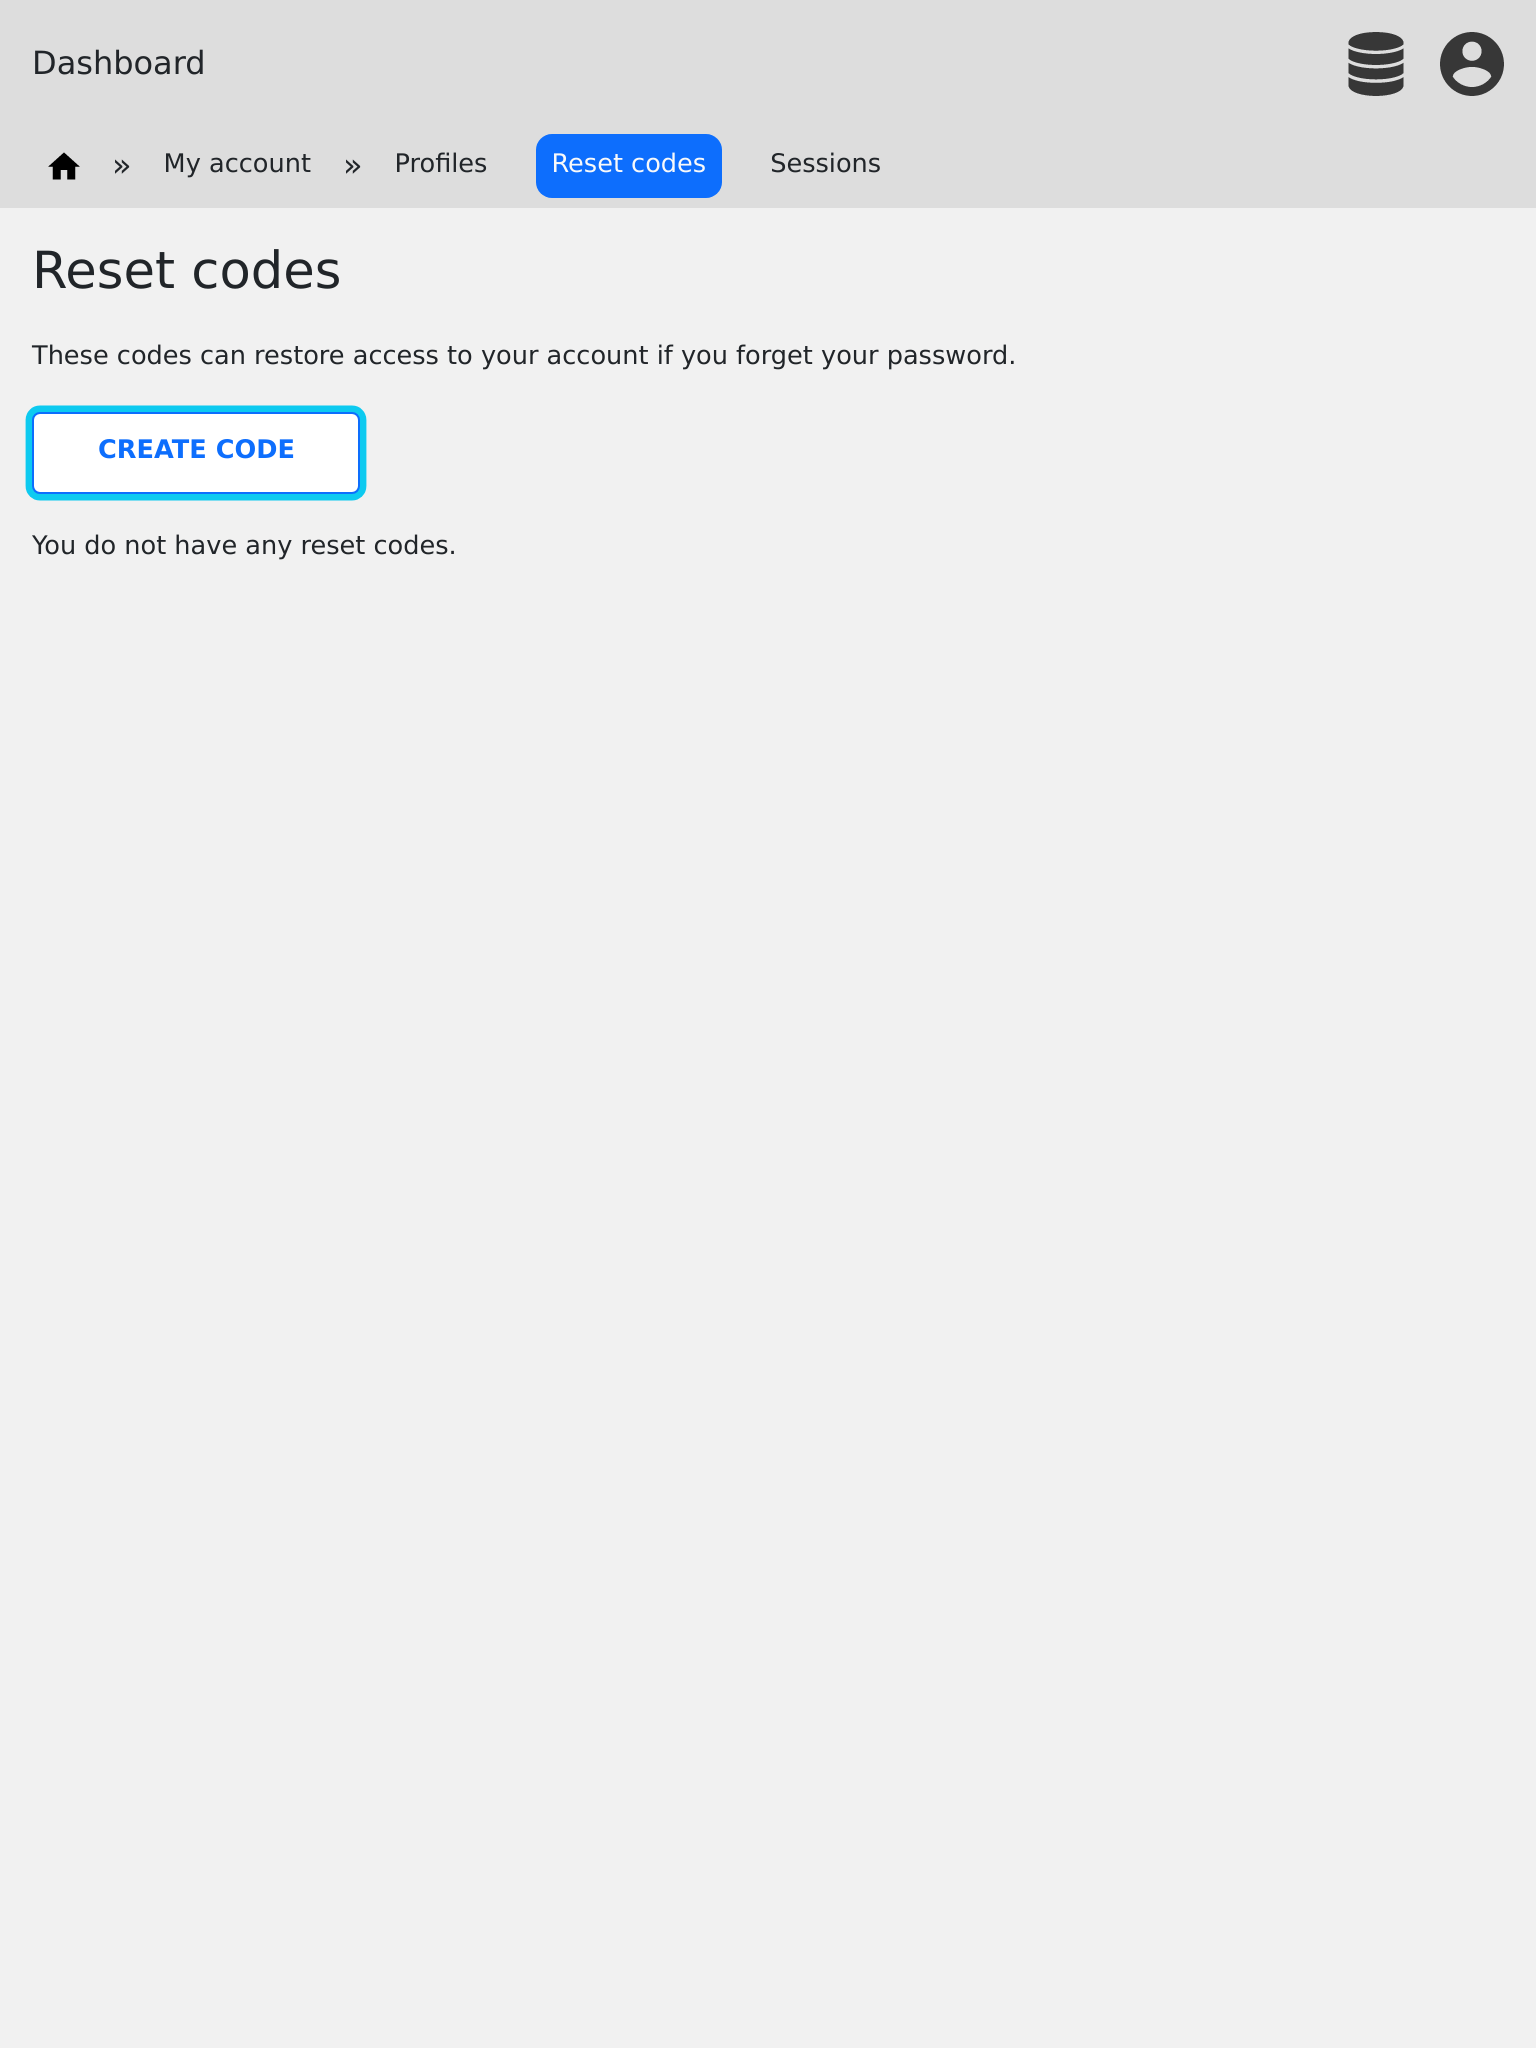 Dashboard
» My account » Profiles Reset codes Sessions
Reset codes
These codes can restore access to your account if you forget your password.
CREATE CODE
You do not have any reset codes.